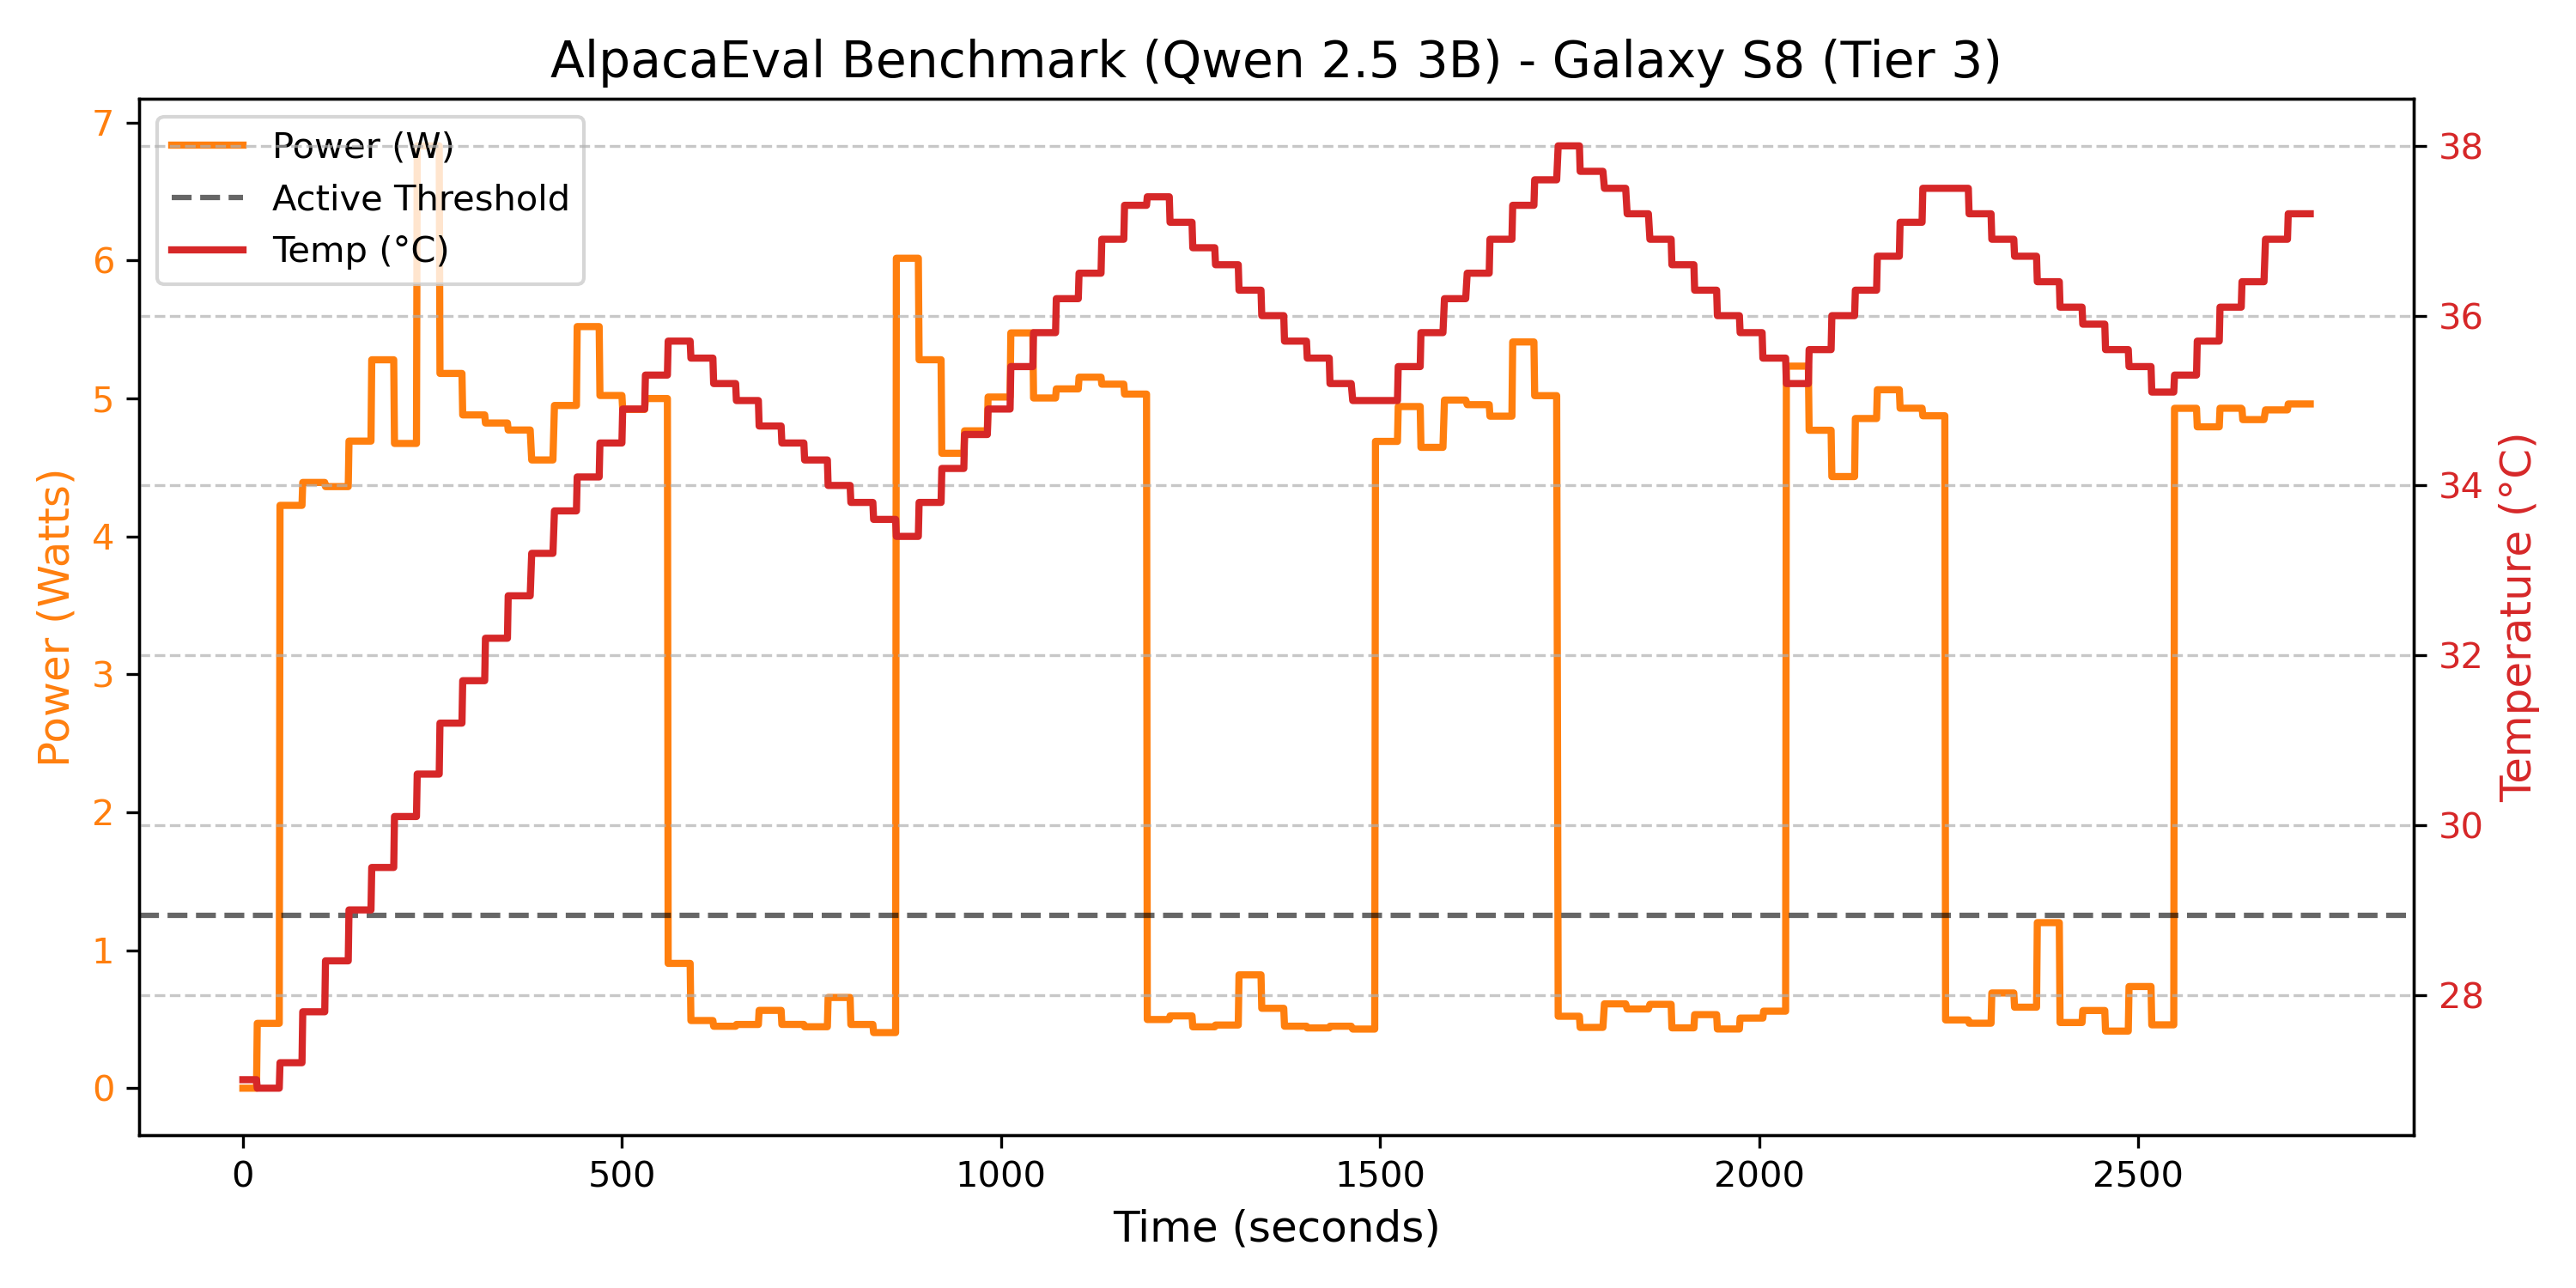 AlpacaEval Benchmark (Qwen 2.5 3B) - Galaxy S8 (Tier 3)
Power (W)
Active Threshold
Temp (°C)
7
6
5
4
3
2
1
0
Power (Watts)
38
36
34
32
30
28
Temperature (°C)
0
500
1000
1500
2000
2500
Time (seconds)